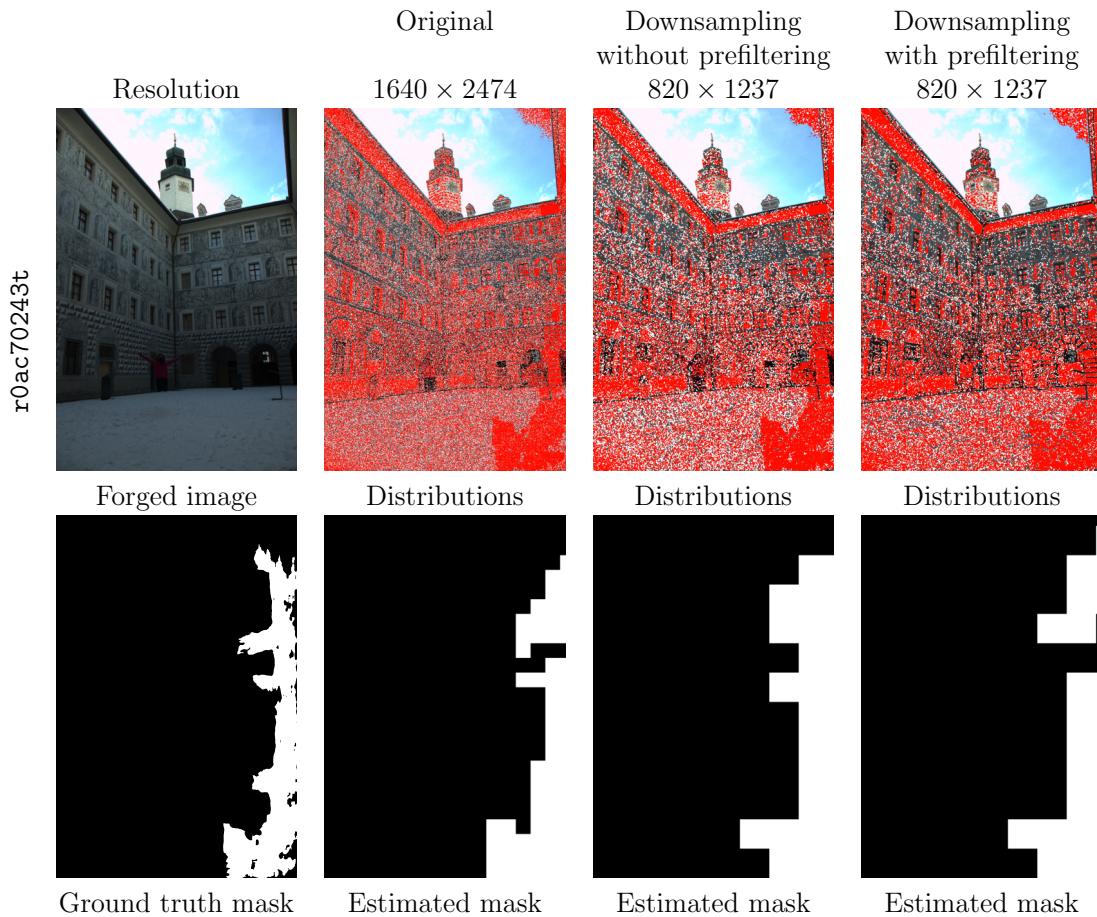 Original
Downsampling
without prefiltering
Downsampling
with prefiltering
Resolution
1640 × 2474
820 × 1237
820 × 1237
r0ac70243t
Forged image
Distributions
Distributions
Distributions
Ground truth mask
Estimated mask
Estimated mask
Estimated mask